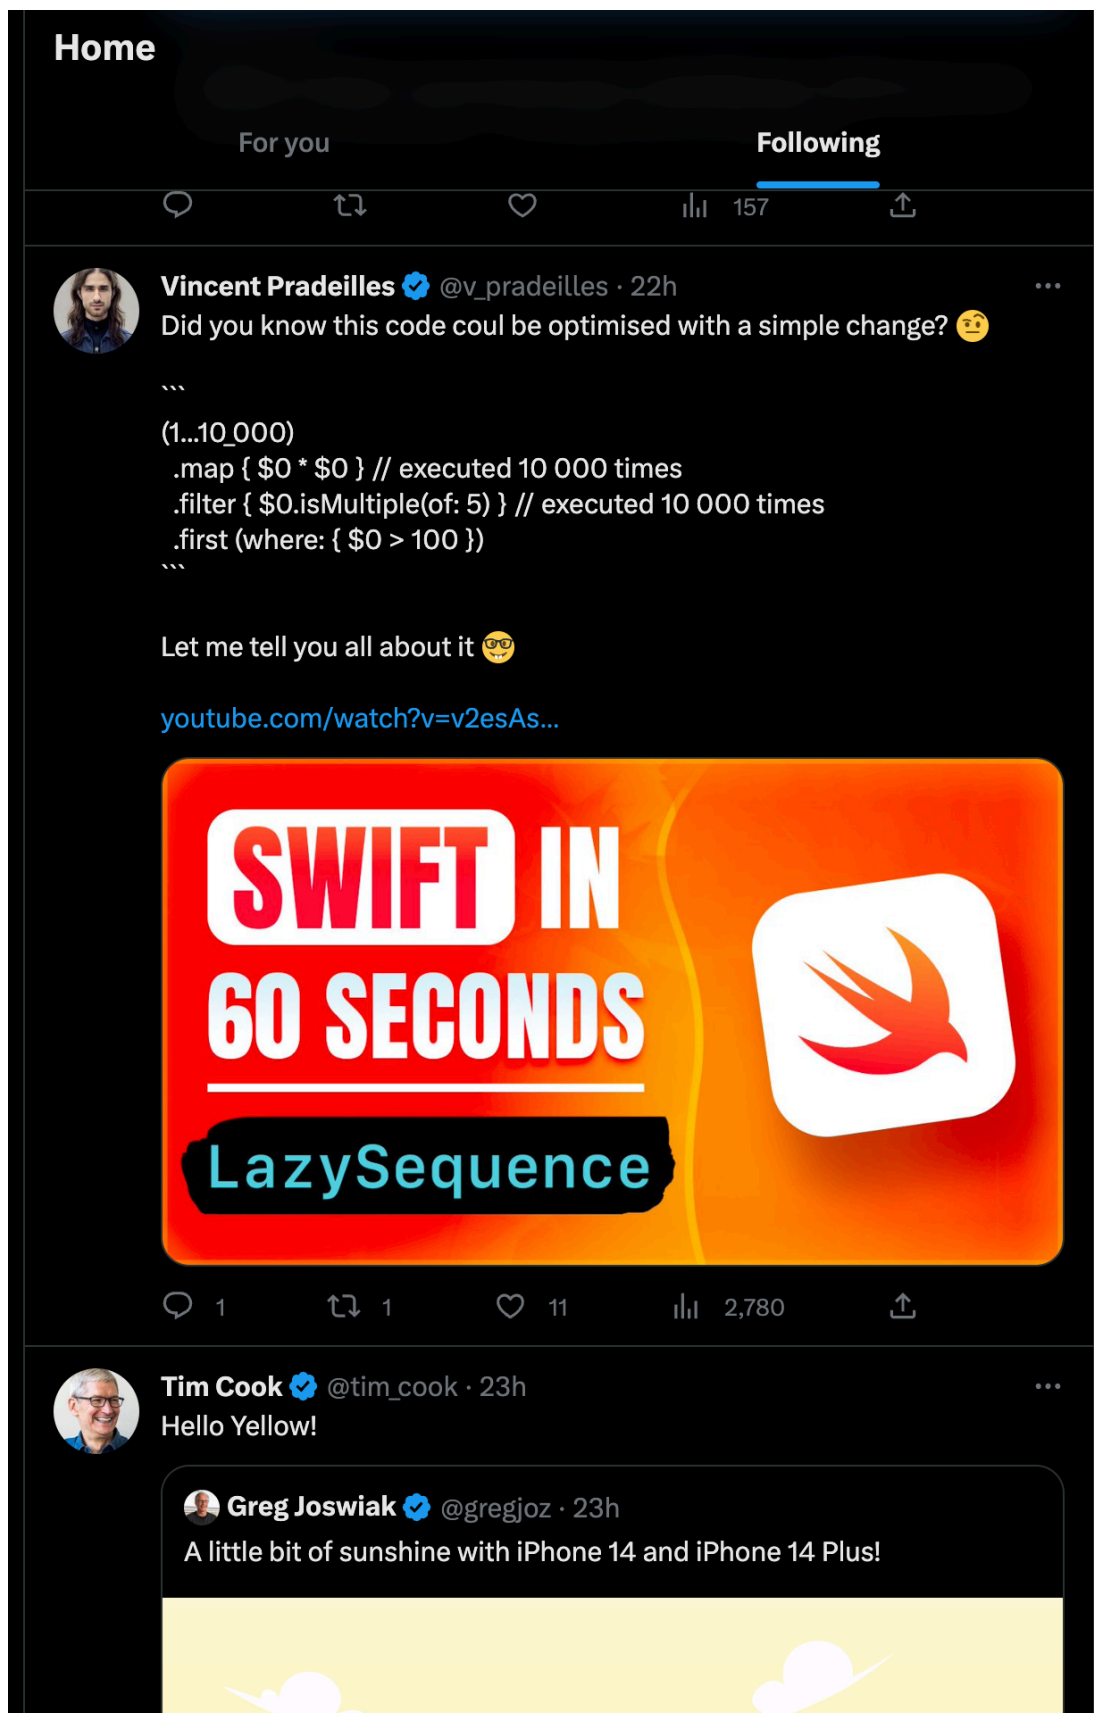 Home
For you
Following
157
Vincent Pradeilles @v_pradeilles · 22h
Did you know this code coul be optimised with a simple change? 🤨
```
(1...10_000)
.map { $0 * $0 } // executed 10 000 times
.filter { $0.isMultiple(of: 5) } // executed 10 000 times
.first (where: { $0 > 100 })
```
Let me tell you all about it 🤓
youtube.com/watch?v=v2esAs...
SWIFT IN
60 SECONDS
LazySequence
1 1 11 2,780
Tim Cook @tim_cook · 23h
Hello Yellow!
Greg Joswiak @gregjoz · 23h
A little bit of sunshine with iPhone 14 and iPhone 14 Plus!